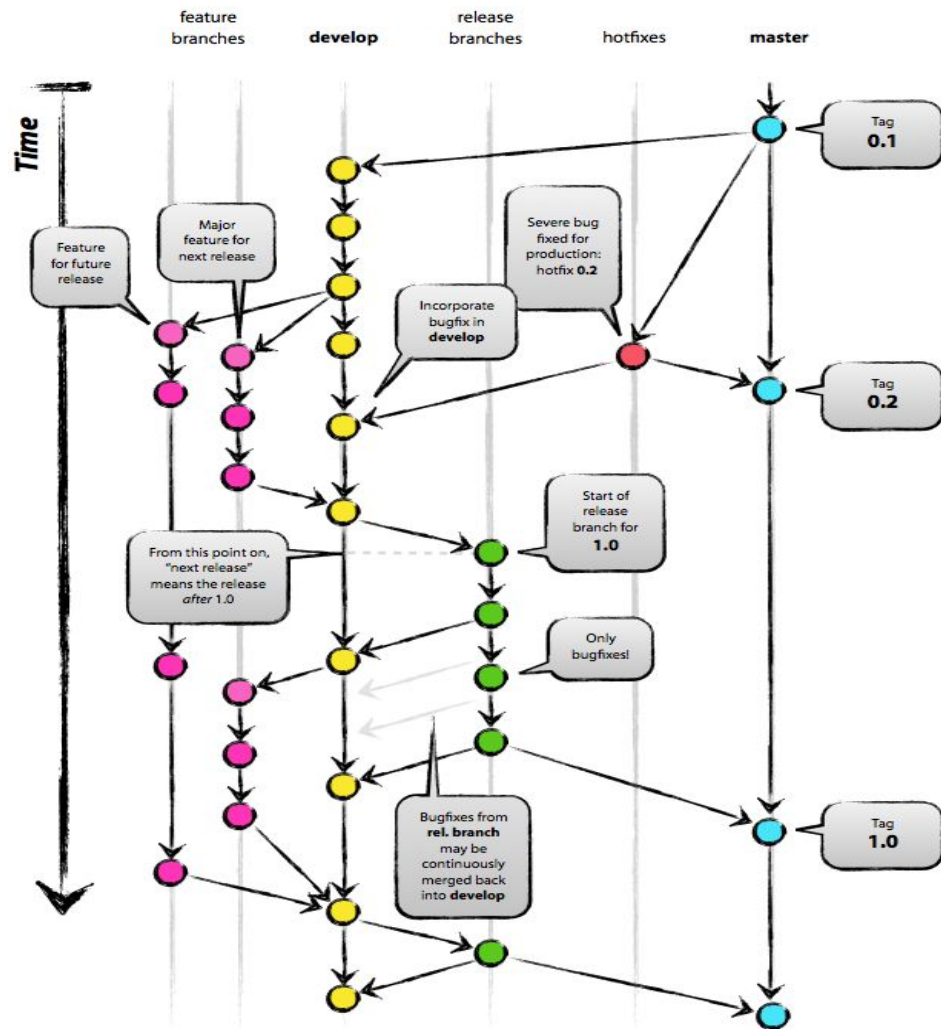 feature
branches
develop
release
branches
hotfixes
master
Time
Tag
0.1
Feature
for future
release
Major
feature for
next release
Severe bug
fixed for
production:
hotfix 0.2
Incorporate
bugfix in
develop
Tag
0.2
Start of
release
branch for
1.0
From this point on,
“next release”
means the release
after 1.0
Only
bugfixes!
Bugfixes from
rel. branch
may be
continuously
merged back
into develop
Tag
1.0